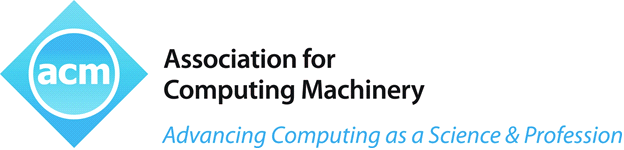 acm
Association for
Computing Machinery
Advancing Computing as a Science & Profession